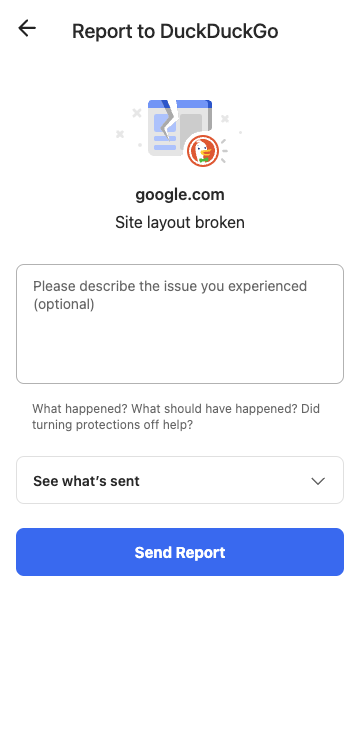 Report to DuckDuckGo
google.com
Site layout broken
Please describe the issue you experienced
(optional)
What happened? What should have happened? Did
turning protections off help?
See what’s sent
Send Report